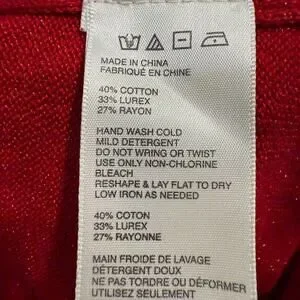 MADE IN CHINA
FABRIQUÉ EN CHINE
40% COTTON
33% LUREX
27% RAYON
HAND WASH COLD
MILD DETERGENT
DO NOT WRING OR TWIST
USE ONLY NON-CHLORINE
BLEACH
RESHAPE & LAY FLAT TO DRY
LOW IRON AS NEEDED
40% COTON
33% LUREX
27% RAYONNE
MAIN FROIDE DE LAVAGE
DÉTERGENT DOUX
NE PAS TORDRE OU DÉFORMER
UTILISEZ SEULEMENT